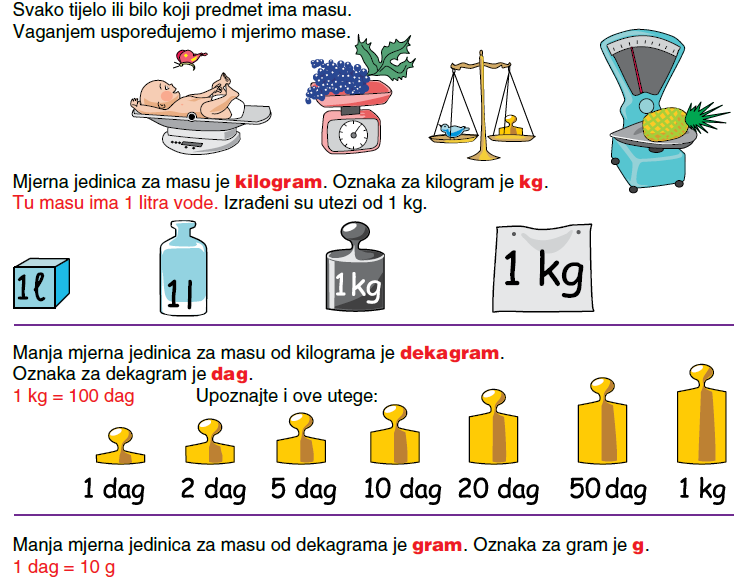 Svako tijelo ili bilo koji predmet ima masu.
Vaganjem uspoređujemo i mjerimo mase.
Mjerna jedinica za masu je kilogram. Oznaka za kilogram je kg.
Tu masu ima 1 litra vode. Izrađeni su utezi od 1 kg.
1 l
1 l
1 kg
1 kg
Manja mjerna jedinica za masu od kilograma je dekagram.
Oznaka za dekagram je dag.
1 kg = 100 dag Upoznajte i ove utege:
1 dag 2 dag 5 dag 10 dag 20 dag 50 dag 1 kg
Manja mjerna jedinica za masu od dekagrama je gram. Oznaka za gram je g.
1 dag = 10 g